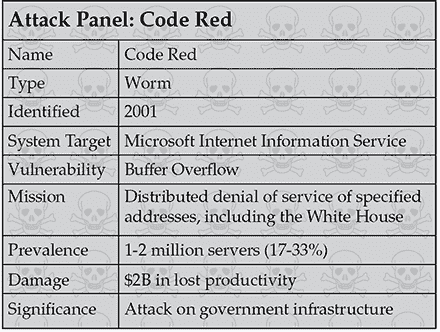 Attack Panel: Code Red
Name Code Red
Type Worm
Identified 2001
System Target Microsoft Internet Information Service
Vulnerability Buffer Overflow
Mission Distributed denial of service of specified
addresses, including the White House
Prevalence 1-2 million servers (17-33%)
Damage $2B in lost productivity
Significance Attack on government infrastructure